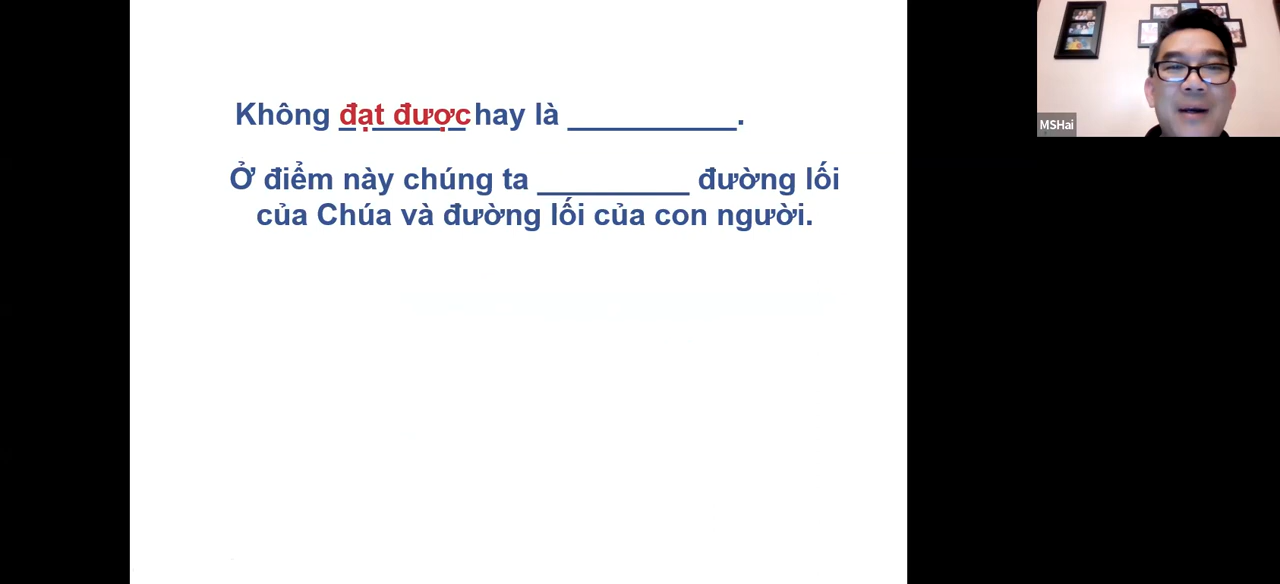 Không đạt được hay là __________.
Ở điểm này chúng ta _________ đường lối
của Chúa và đường lối của con người.
MSHai